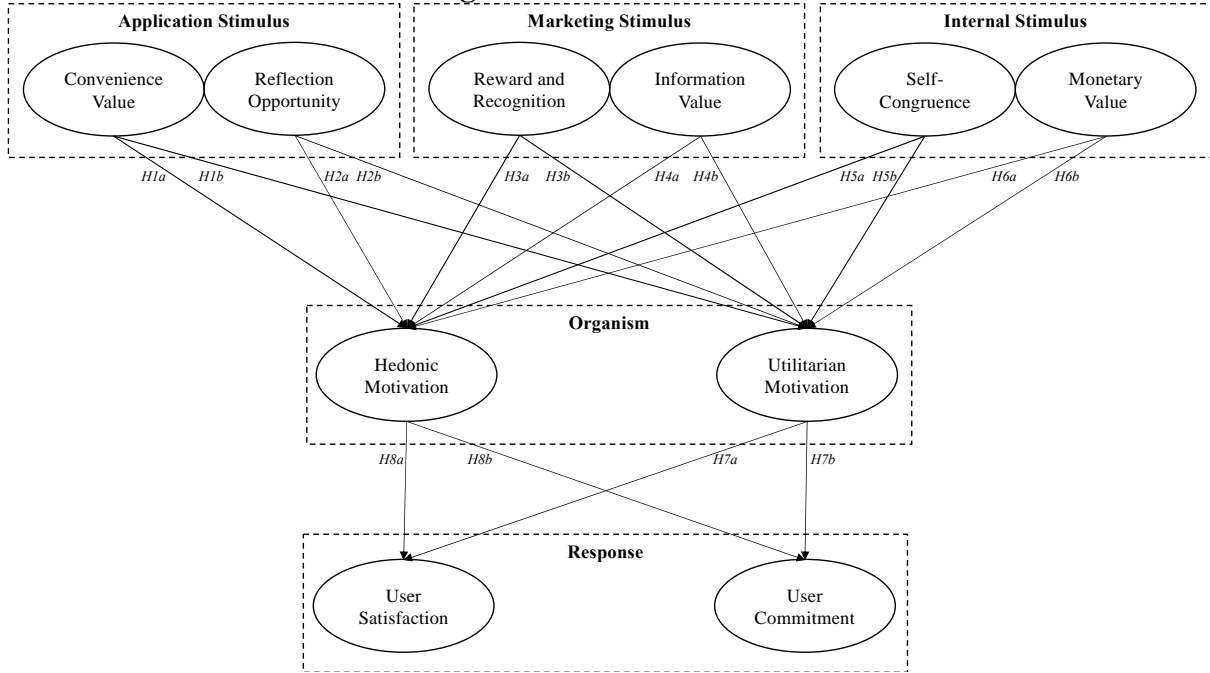 Application Stimulus
Marketing Stimulus
Internal Stimulus
Convenience
Value
Reflection
Opportunity
Reward and
Recognition
Information
Value
Self-
Congruence
Monetary
Value
H1a
H1b
H2a
H2b
H3a
H3b
H4a
H4b
H5a
H5b
H6a
H6b
Organism
Hedonic
Motivation
Utilitarian
Motivation
H8a
H8b
H7a
H7b
Response
User
Satisfaction
User
Commitment